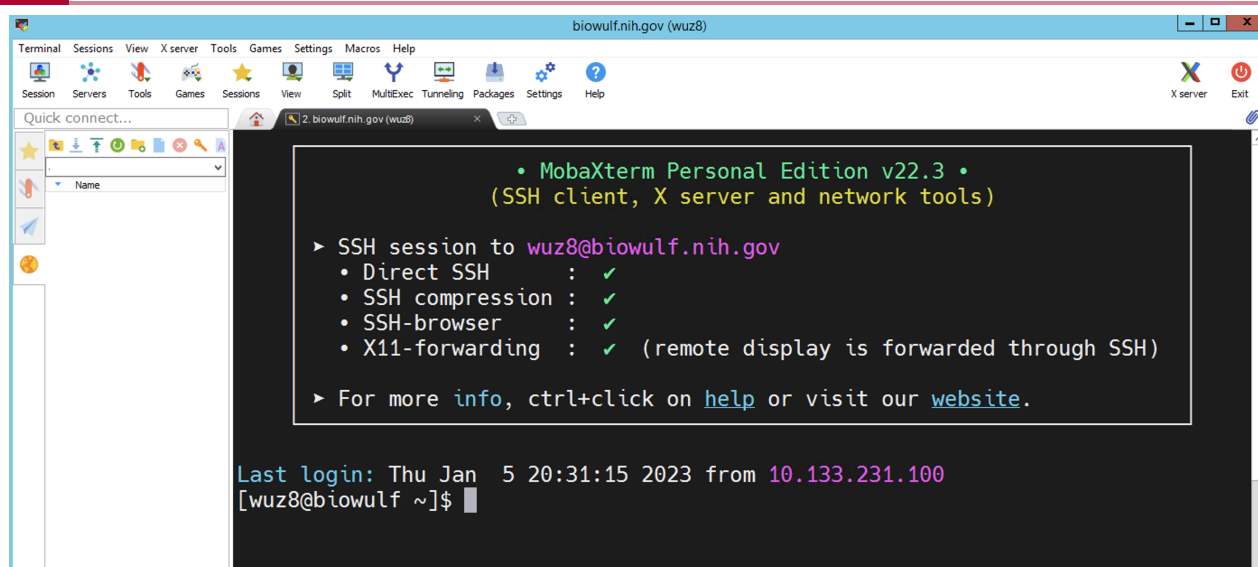 biowulf.nih.gov (wuz8)
Terminal Sessions View X server Tools Games Settings Macros Help
Session Servers Tools Games Sessions View Split MultiExec Tunneling Packages Settings Help X server Exit
Quick connect...
2. biowulf.nih.gov (wuz8)
.
Name
• MobaXterm Personal Edition v22.3 •
(SSH client, X server and network tools)
➤ SSH session to wuz8@biowulf.nih.gov
• Direct SSH : ✔
• SSH compression : ✔
• SSH-browser : ✔
• X11-forwarding : ✔ (remote display is forwarded through SSH)
➤ For more info, ctrl+click on help or visit our website.
Last login: Thu Jan 5 20:31:15 2023 from 10.133.231.100
[wuz8@biowulf ~]$